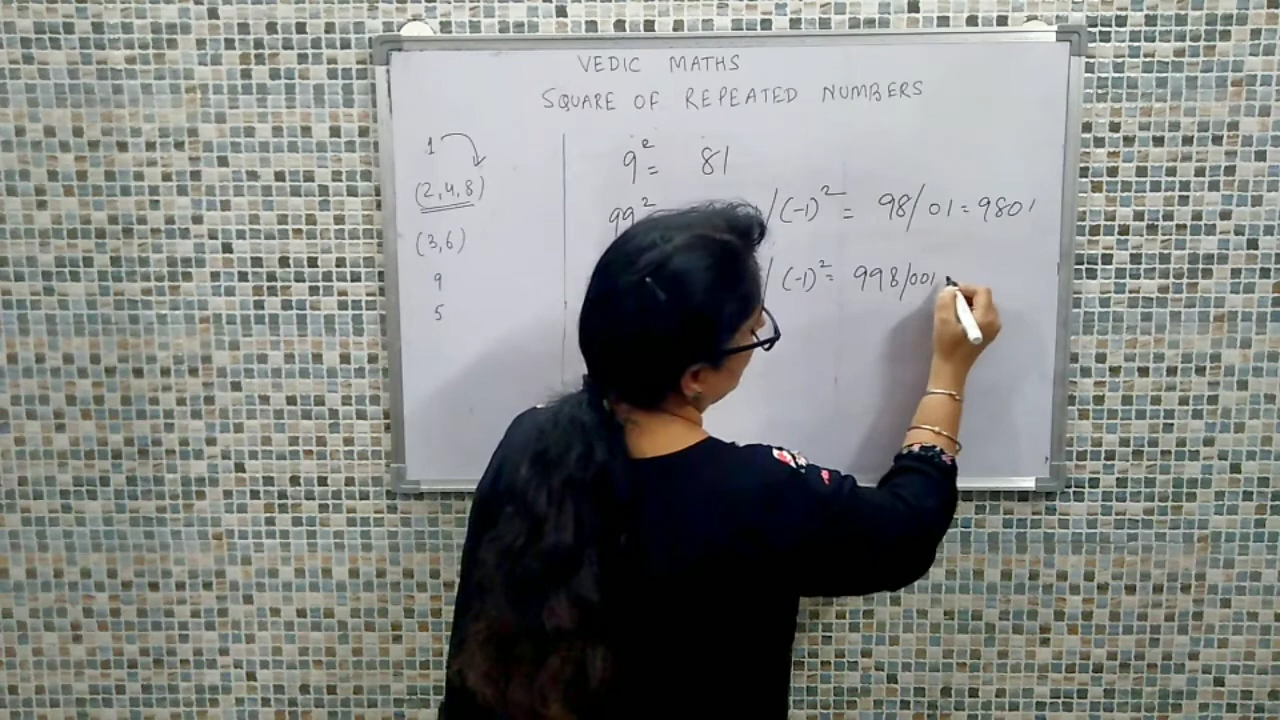 VEDIC MATHS
SQUARE OF REPEATED NUMBERS
1
(2,4,8)
(3,6)
9
5
9² = 81
99² /(-1)² = 98/01 = 9801
/(-1)² = 998/001